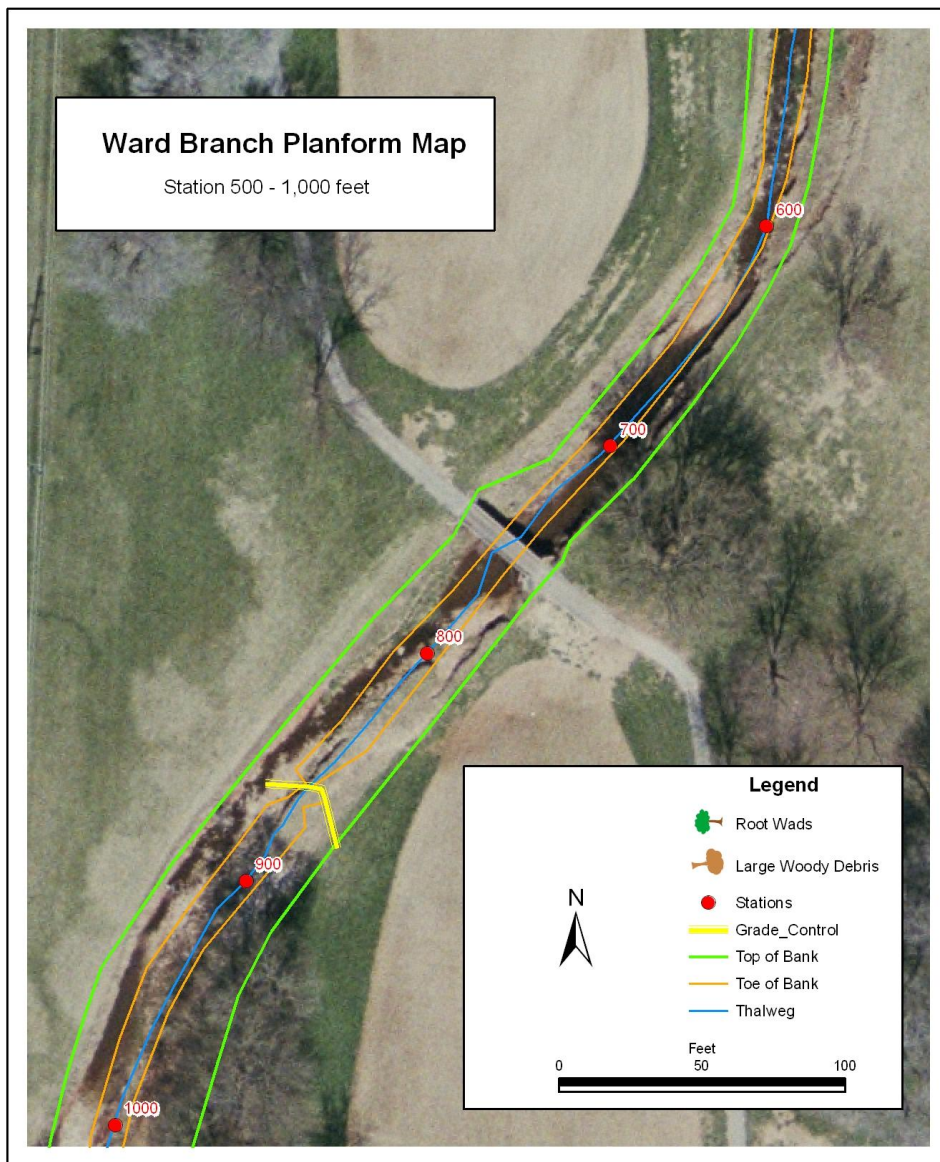 Ward Branch Planform Map
Station 500 - 1,000 feet
600
700
800
900
1000
Legend
Root Wads
Large Woody Debris
Stations
Grade_Control
Top of Bank
Toe of Bank
Thalweg
N
Feet
0 50 100